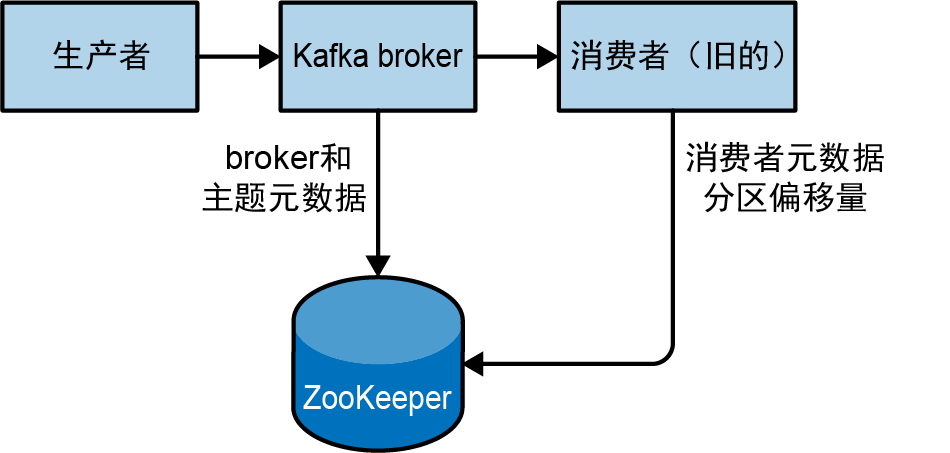 生产者
Kafka broker
消费者（旧的）
broker和
主题元数据
消费者元数据
分区偏移量
ZooKeeper